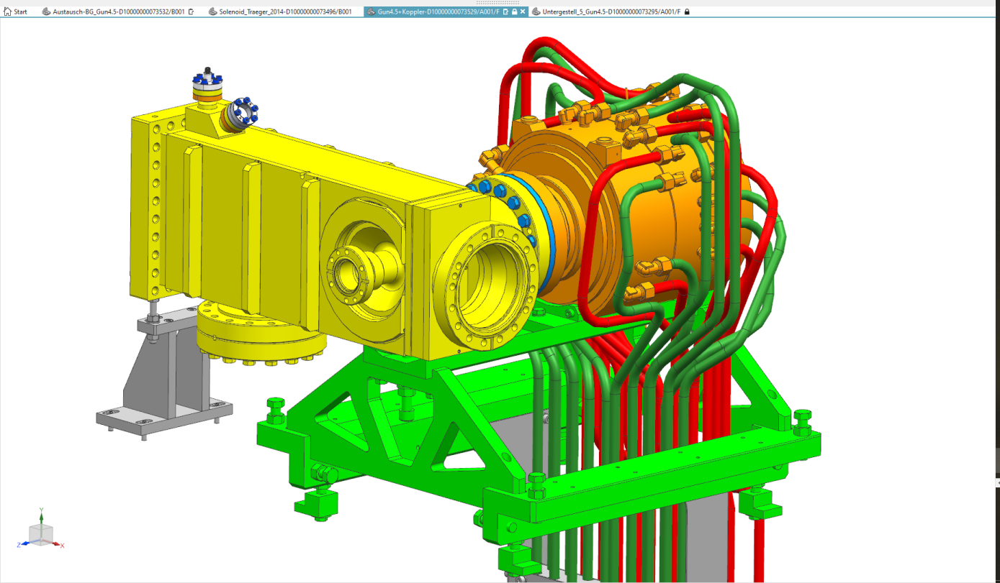 Start
Austausch-BG_Gun4.5-D10000000073532/B001
Solenoid_Traeger_2014-D10000000073496/B001
Gun4.5+Koppler-D10000000073529/A001/F
Untergestell_5_Gun4.5-D10000000073295/A001/F
Y
Z
X